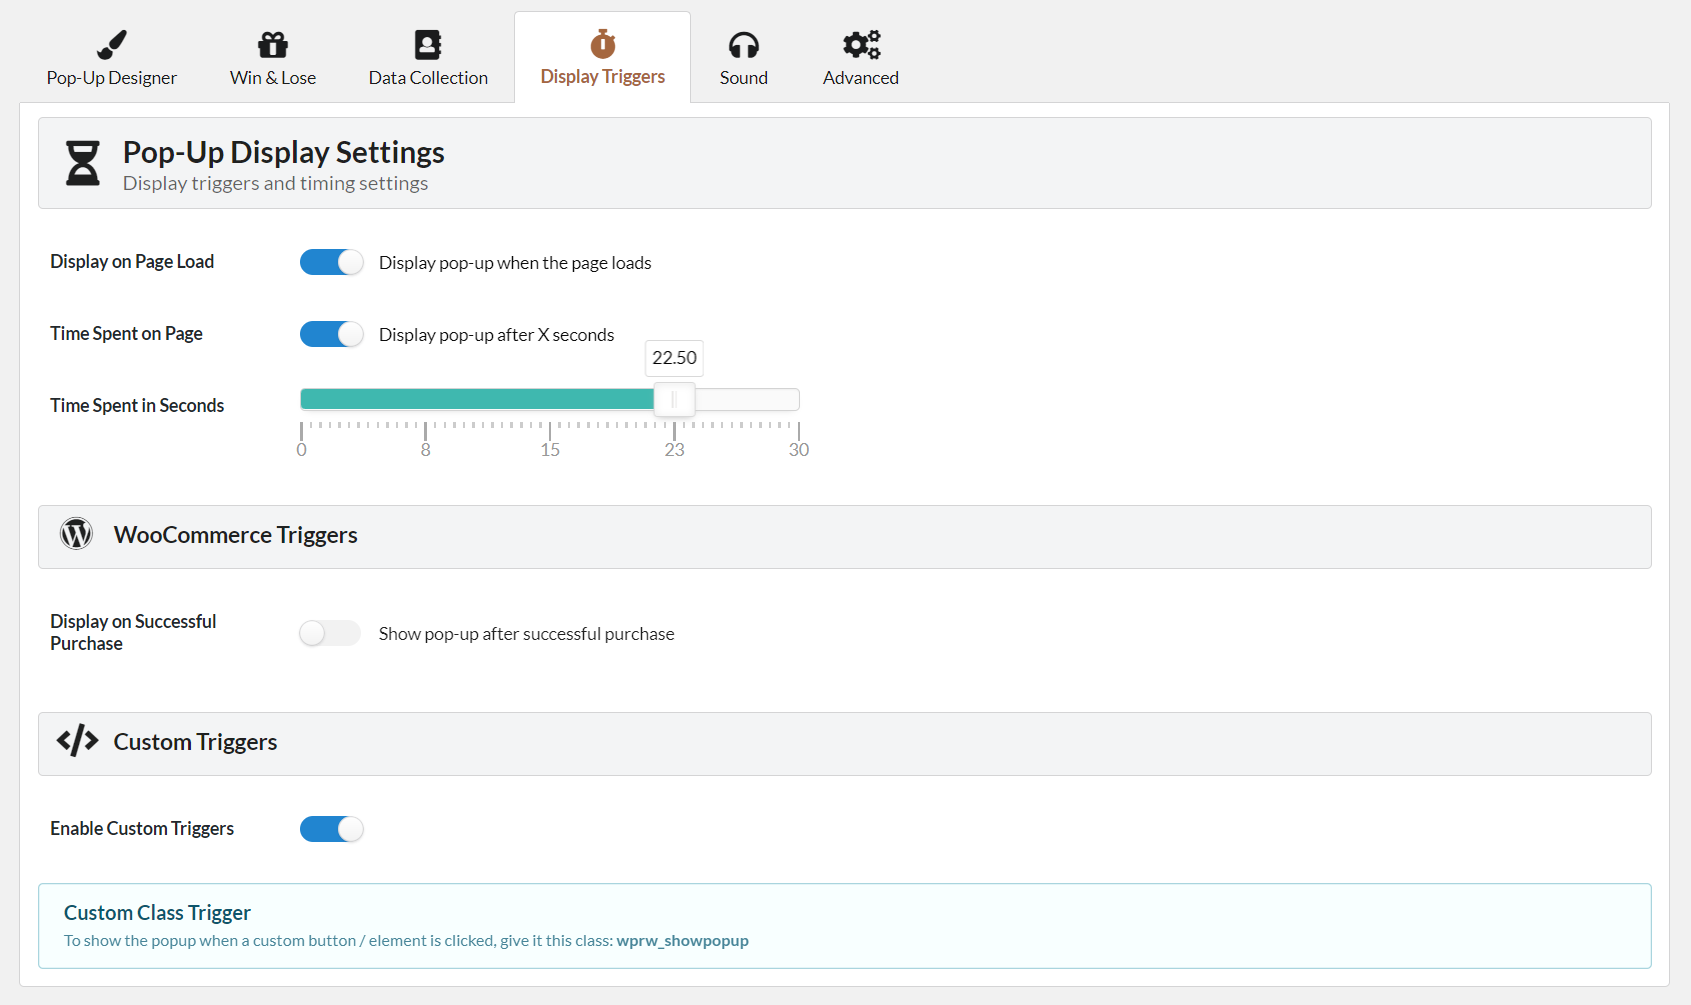 Pop-Up Designer
Win & Lose
Data Collection
Display Triggers
Sound
Advanced
Pop-Up Display Settings
Display triggers and timing settings
Display on Page Load
Display pop-up when the page loads
Time Spent on Page
Display pop-up after X seconds
22.50
Time Spent in Seconds
0 8 15 23 30
WooCommerce Triggers
Display on Successful
Purchase
Show pop-up after successful purchase
Custom Triggers
Enable Custom Triggers
Custom Class Trigger
To show the popup when a custom button / element is clicked, give it this class: wprw_showpopup